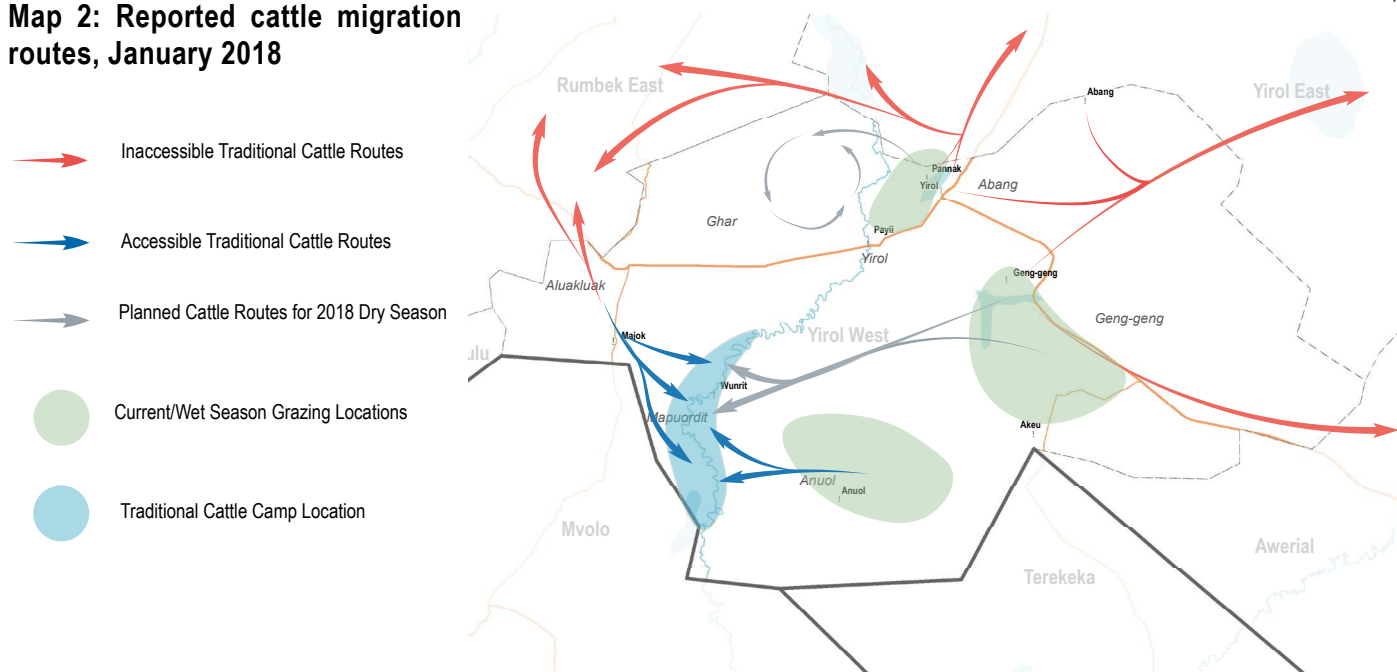 Map 2: Reported cattle migration
routes, January 2018
Inaccessible Traditional Cattle Routes
Accessible Traditional Cattle Routes
Planned Cattle Routes for 2018 Dry Season
Current/Wet Season Grazing Locations
Traditional Cattle Camp Location
Rumbek East
Abang
Yirol East
Pannak
Yirol
Abang
Ghar
Payii
Yirol
Geng-geng
Aluakluak
Geng-geng
Majok
Yirol West
ulu
Wunrit
Mapuordit
Akeu
Anuol
Anuol
Mvolo
Awerial
Terekeka